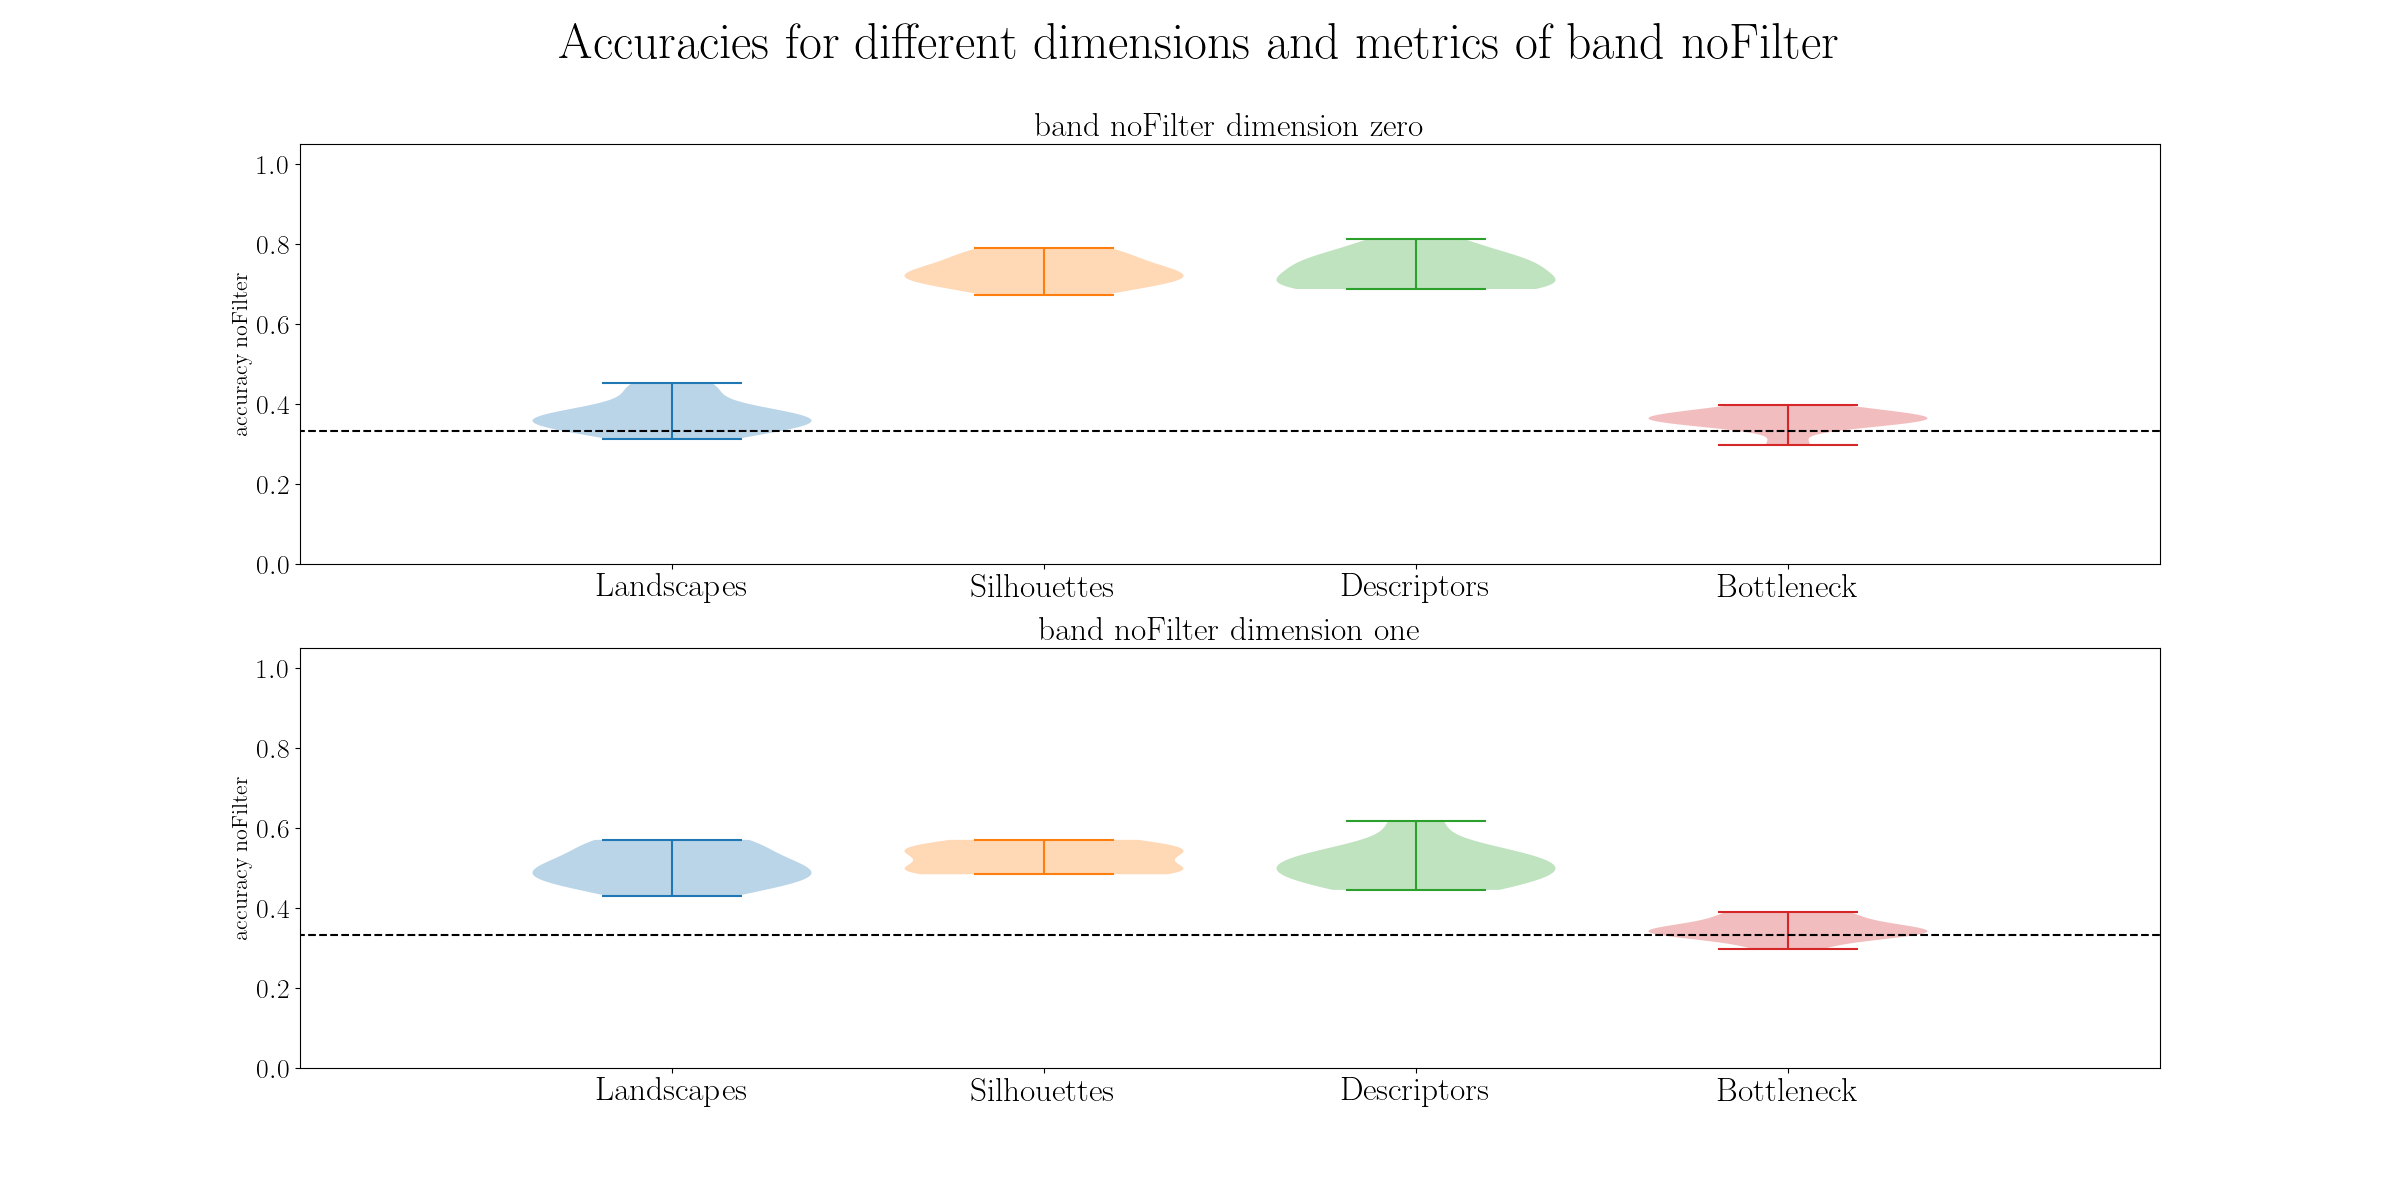 Accuracies for different dimensions and metrics of band noFilter
band noFilter dimension zero
accuracy noFilter
1.0
0.8
0.6
0.4
0.2
0.0
Landscapes Silhouettes Descriptors Bottleneck
band noFilter dimension one
accuracy noFilter
1.0
0.8
0.6
0.4
0.2
0.0
Landscapes Silhouettes Descriptors Bottleneck